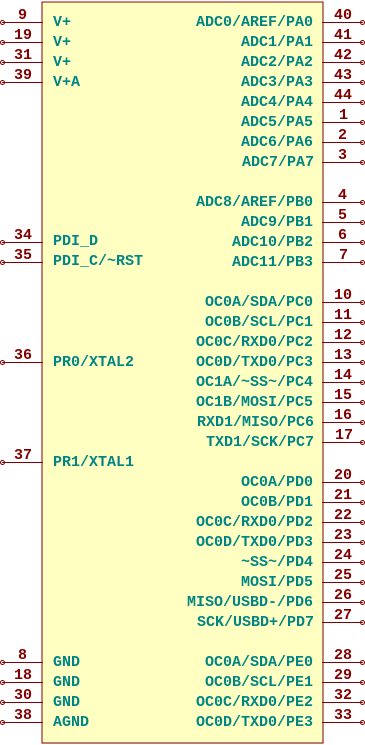 9 V+ ADC0/AREF/PA0 40
19 V+ ADC1/PA1 41
31 V+ ADC2/PA2 42
39 V+A ADC3/PA3 43
ADC4/PA4 44
ADC5/PA5 1
ADC6/PA6 2
ADC7/PA7 3
ADC8/AREF/PB0 4
ADC9/PB1 5
34 PDI_D ADC10/PB2 6
35 PDI_C/~RST ADC11/PB3 7
OC0A/SDA/PC0 10
OC0B/SCL/PC1 11
OC0C/RXD0/PC2 12
36 PR0/XTAL2 OC0D/TXD0/PC3 13
OC1A/~SS~/PC4 14
OC1B/MOSI/PC5 15
RXD1/MISO/PC6 16
TXD1/SCK/PC7 17
37 PR1/XTAL1
OC0A/PD0 20
OC0B/PD1 21
OC0C/RXD0/PD2 22
OC0D/TXD0/PD3 23
~SS~/PD4 24
MOSI/PD5 25
MISO/USBD-/PD6 26
SCK/USBD+/PD7 27
8 GND OC0A/SDA/PE0 28
18 GND OC0B/SCL/PE1 29
30 GND OC0C/RXD0/PE2 32
38 AGND OC0D/TXD0/PE3 33